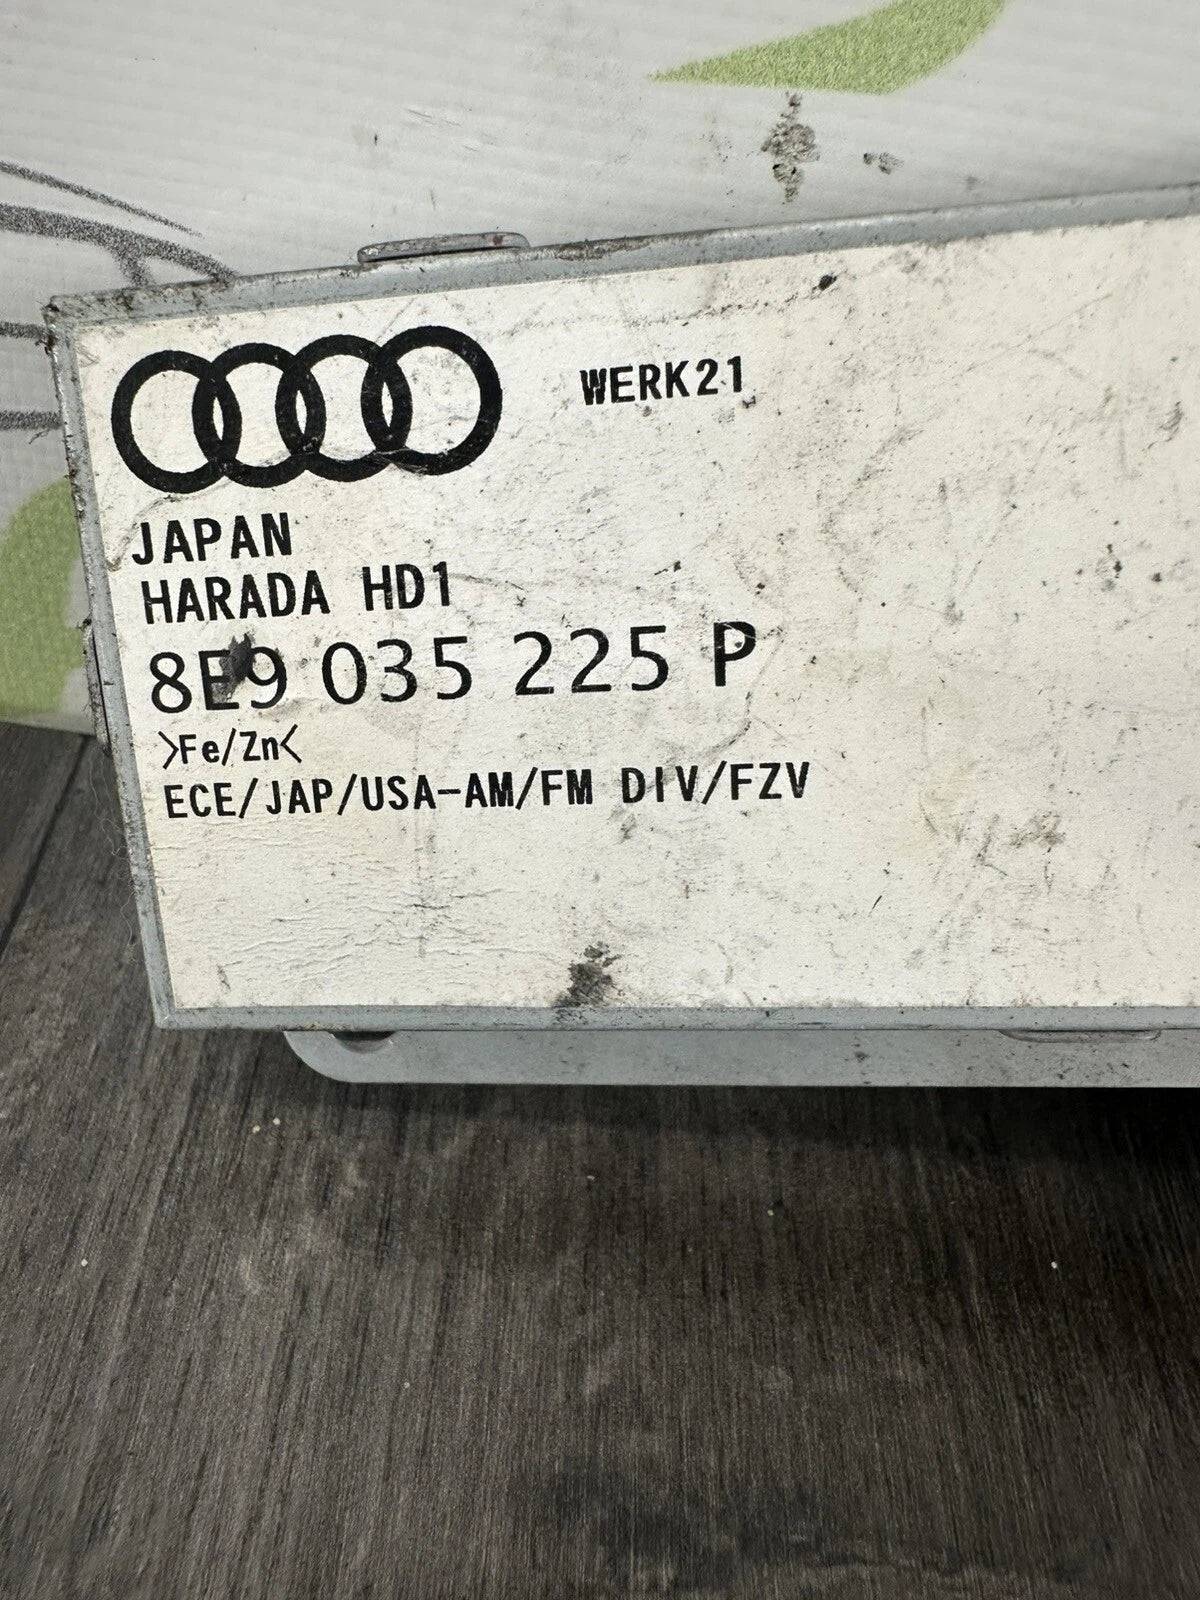 WERK21
JAPAN
HARADA HD1
8E9 035 225 P
>Fe/Zn<
ECE/JAP/USA-AM/FM DIV/FZV